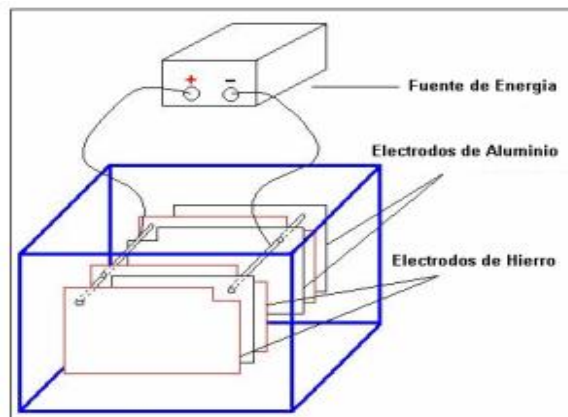 + -
Fuente de Energia
Electrodos de Aluminio
Electrodos de Hierro